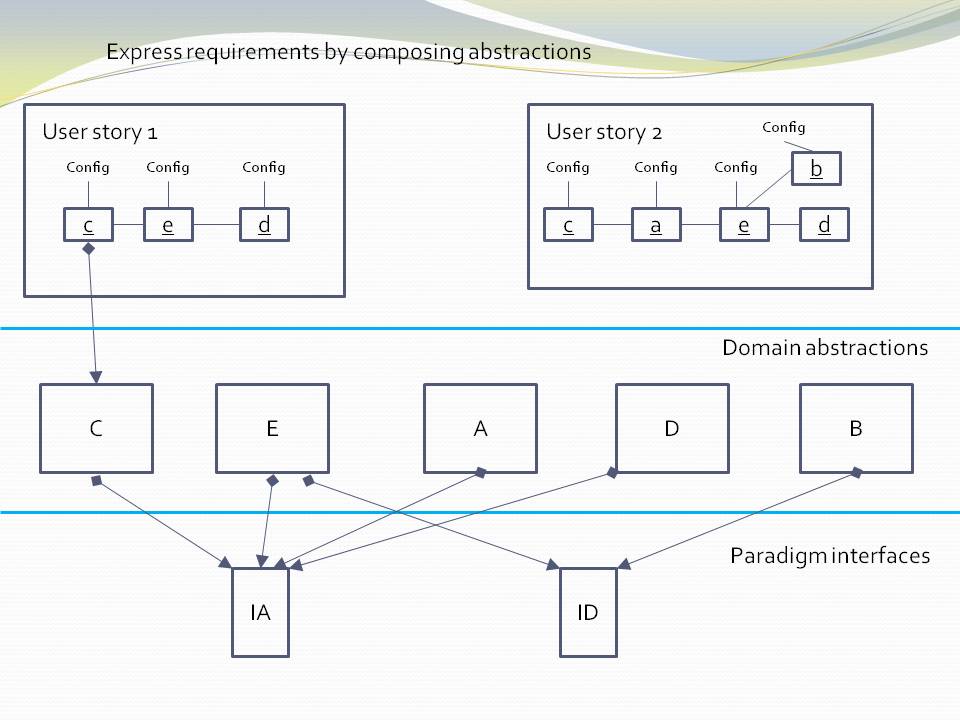 Express requirements by composing abstractions
User story 1
Config Config Config
c e d
User story 2
Config
Config Config Config
b
c a e d
Domain abstractions
C E A D B
Paradigm interfaces
IA ID